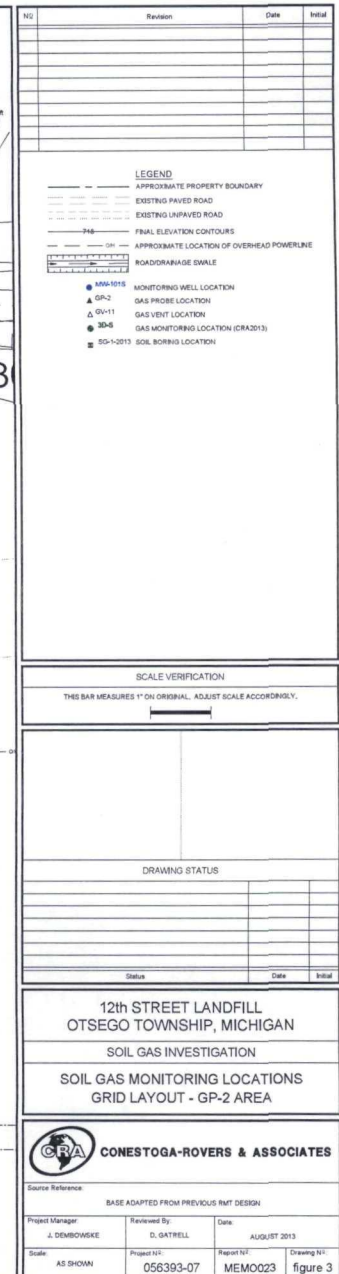 Nº Revision Date Initial
LEGEND
APPROXIMATE PROPERTY BOUNDARY
EXISTING PAVED ROAD
EXISTING UNPAVED ROAD
718 FINAL ELEVATION CONTOURS
OH APPROXIMATE LOCATION OF OVERHEAD POWERLINE
ROAD/DRAINAGE SWALE
MW-101S MONITORING WELL LOCATION
GP-2 GAS PROBE LOCATION
GV-11 GAS VENT LOCATION
3D-S GAS MONITORING LOCATION (CRA2013)
SG-1-2013 SOIL BORING LOCATION
SCALE VERIFICATION
THIS BAR MEASURES 1" ON ORIGINAL. ADJUST SCALE ACCORDINGLY.
DRAWING STATUS
Status Date Initial
12th STREET LANDFILL
OTSEGO TOWNSHIP, MICHIGAN
SOIL GAS INVESTIGATION
SOIL GAS MONITORING LOCATIONS
GRID LAYOUT - GP-2 AREA
CRA CONESTOGA-ROVERS & ASSOCIATES
Source Reference:
BASE ADAPTED FROM PREVIOUS RMT DESIGN
Project Manager: Reviewed By: Date:
J. DEMBOWSKE D. GATRELL AUGUST 2013
Scale: Project Nº: Report Nº: Drawing Nº:
AS SHOWN 056393-07 MEMO023 figure 3